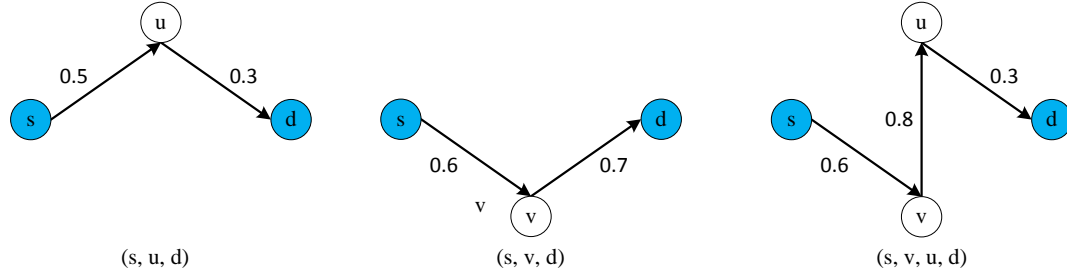 u
0.5
0.3
s
d
(s, u, d)
s
d
0.6
0.7
v
v
(s, v, d)
u
0.3
s
d
0.8
0.6
v
(s, v, u, d)